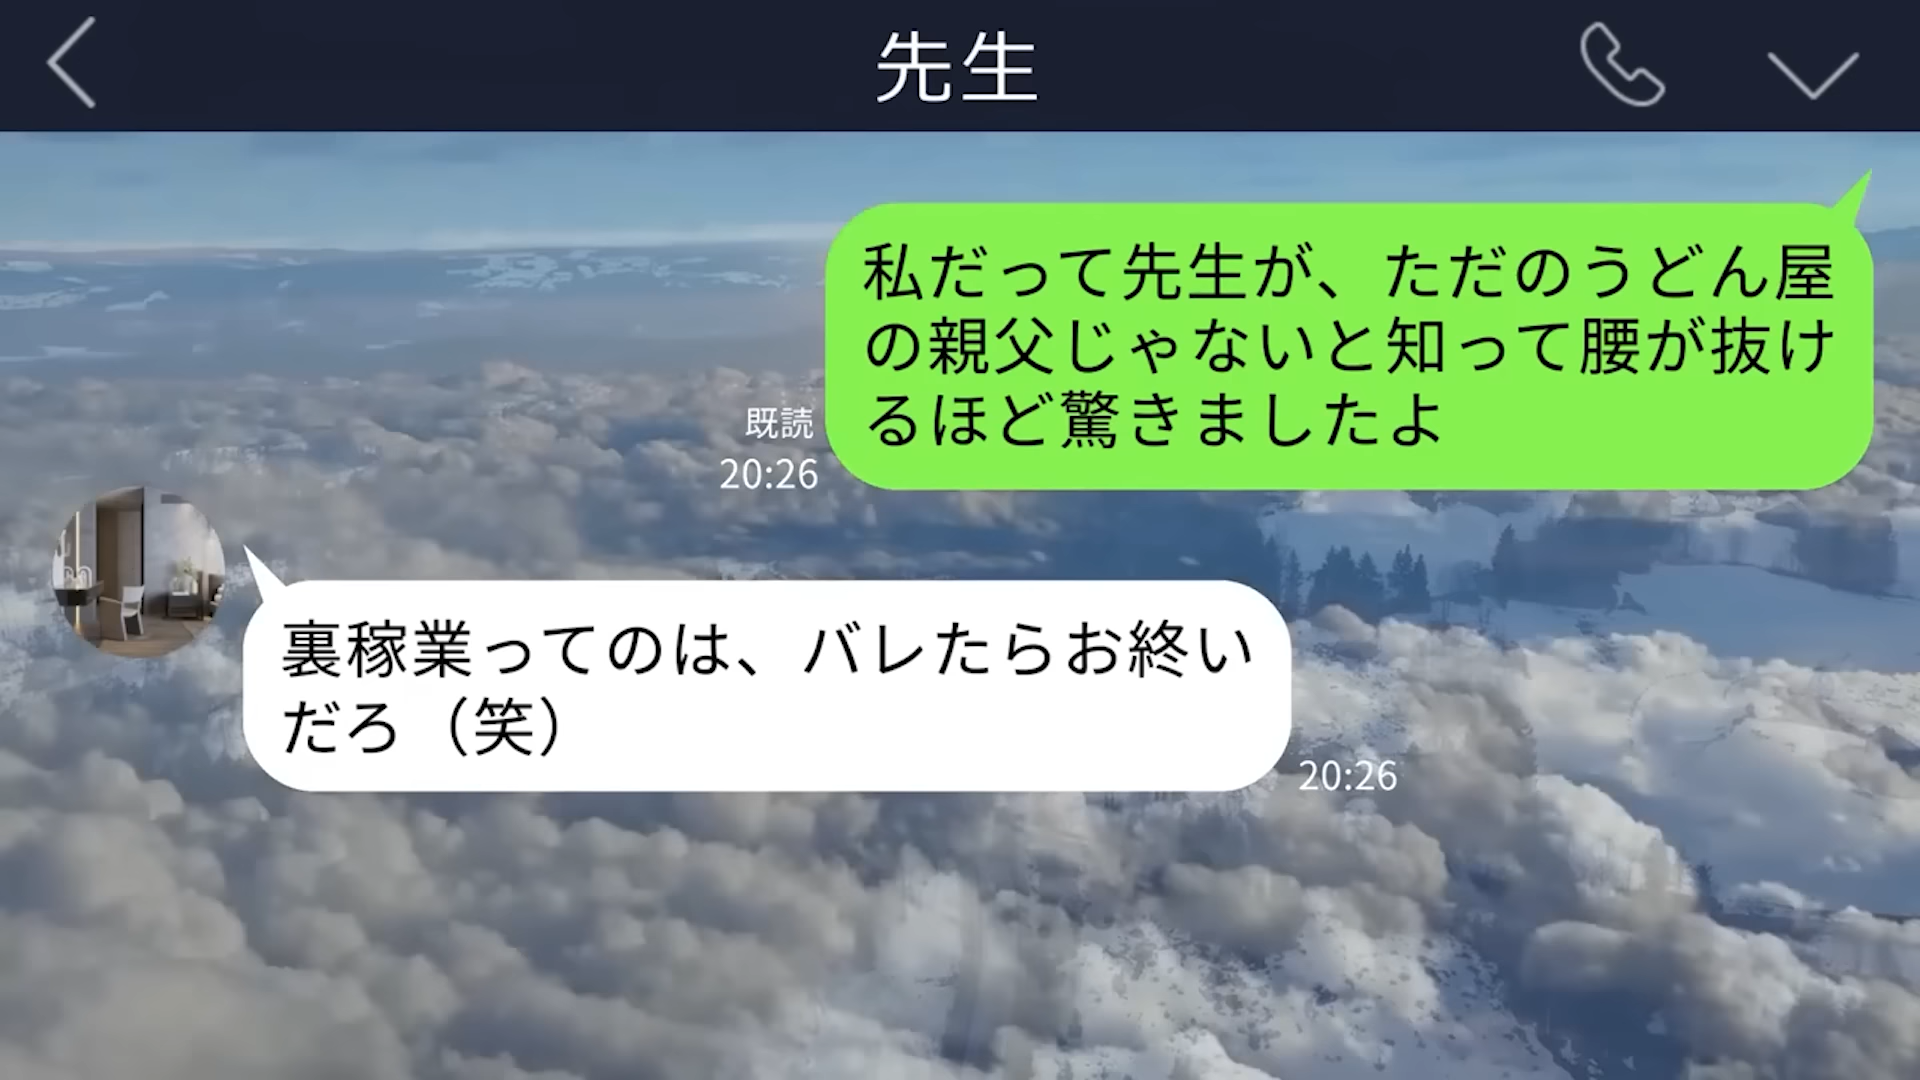 先生
私だって先生が、ただのうどん屋
の親父じゃないと知って腰が抜け
るほど驚きましたよ
既読
20:26
裏稼業ってのは、バレたらお終い
だろ（笑）
20:26